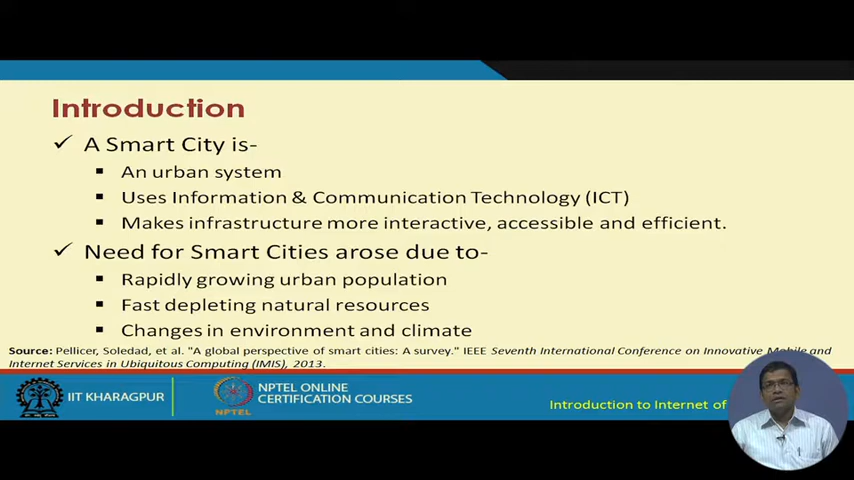 Introduction
✓ A Smart City is-
▪ An urban system
▪ Uses Information & Communication Technology (ICT)
▪ Makes infrastructure more interactive, accessible and efficient.
✓ Need for Smart Cities arose due to-
▪ Rapidly growing urban population
▪ Fast depleting natural resources
▪ Changes in environment and climate
Source: Pellicer, Soledad, et al. "A global perspective of smart cities: A survey." IEEE Seventh International Conference on Innovative Mobile and
Internet Services in Ubiquitous Computing (IMIS), 2013.
IIT KHARAGPUR
NPTEL
NPTEL ONLINE
CERTIFICATION COURSES
Introduction to Internet of